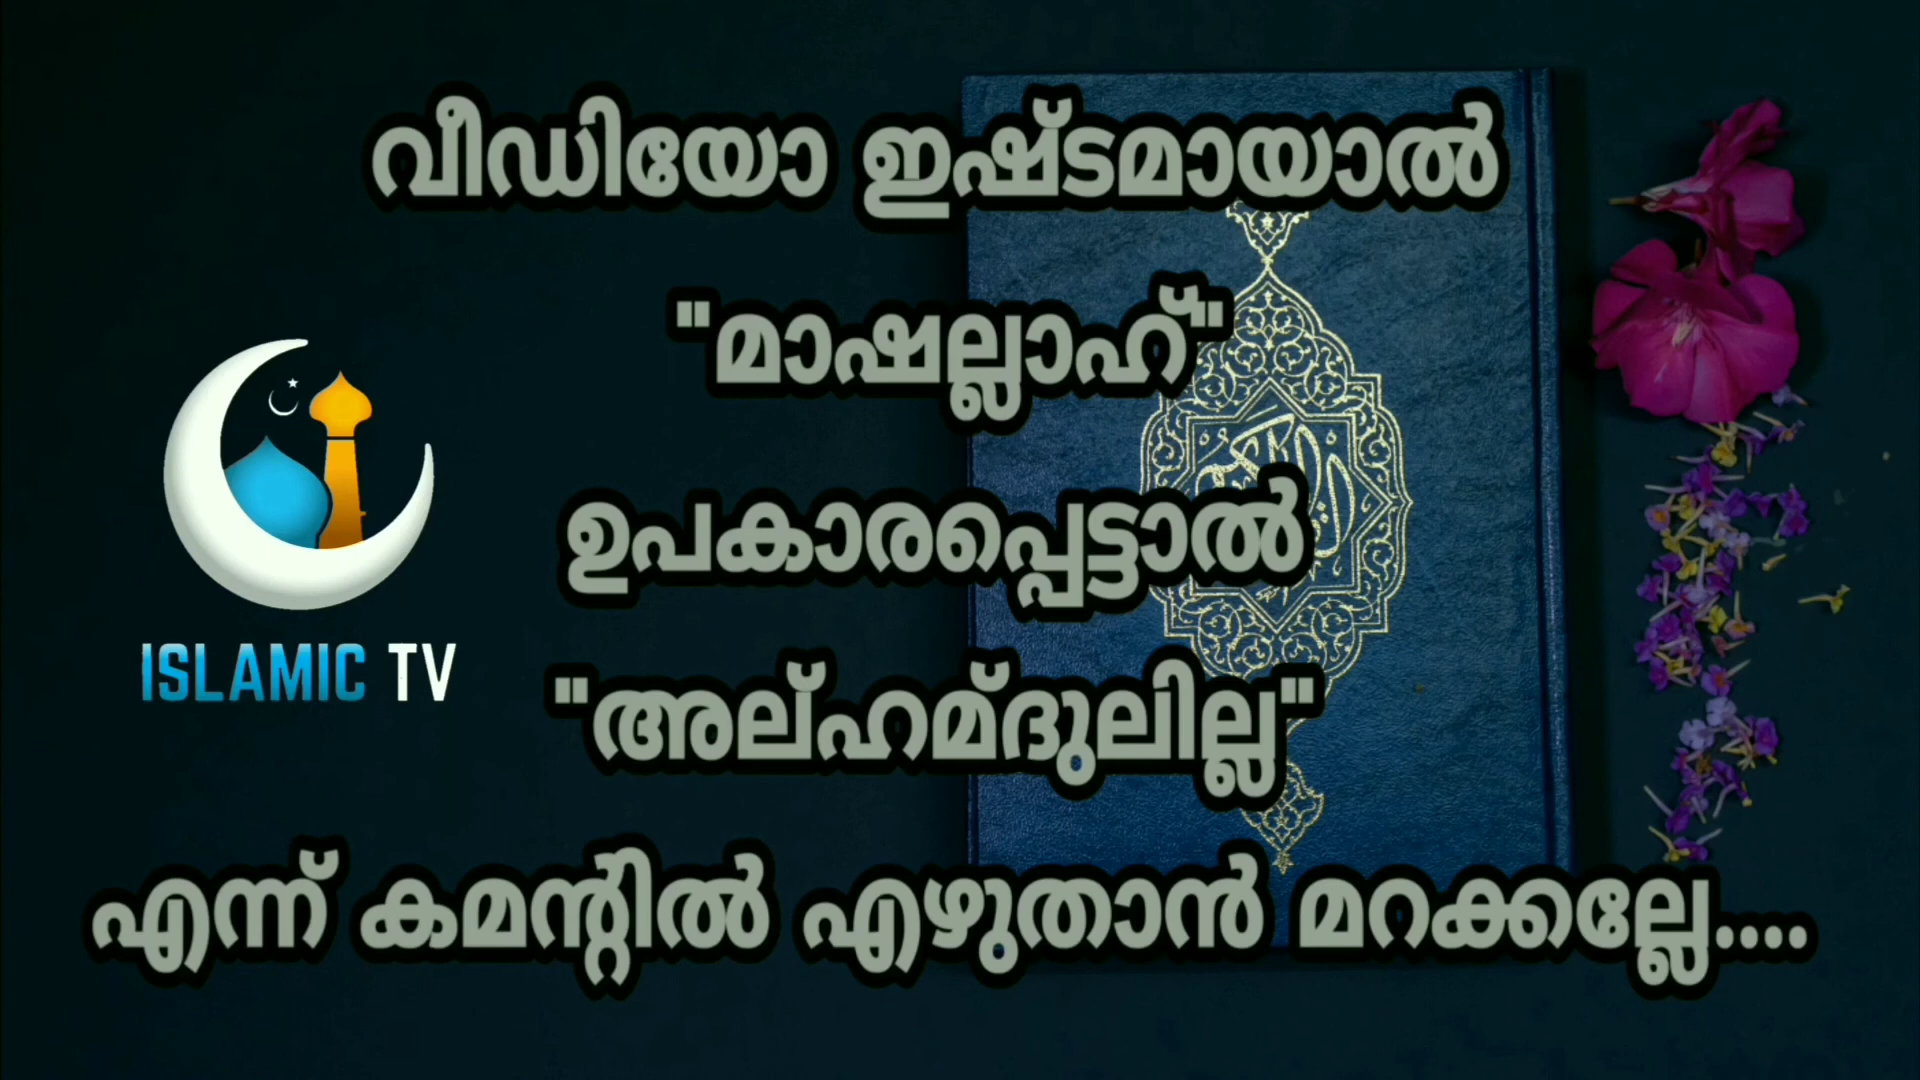 വീഡിയോ ഇഷ്ടമായാൽ
"മാഷല്ലാഹ്"
ഉപകാരപ്പെട്ടാൽ
"അല്ഹമ്ദുലില്ല"
എന്ന് കമന്റിൽ എഴുതാൻ മറക്കല്ലേ....
ISLAMIC TV